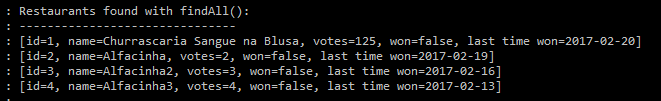 : Restaurants found with findAll():
: -------------------------------
: [id=1, name=Churrascaria Sangue na Blusa, votes=125, won=false, last time won=2017-02-20]
: [id=2, name=Alfacinha, votes=2, won=false, last time won=2017-02-19]
: [id=3, name=Alfacinha2, votes=3, won=false, last time won=2017-02-16]
: [id=4, name=Alfacinha3, votes=4, won=false, last time won=2017-02-13]
: